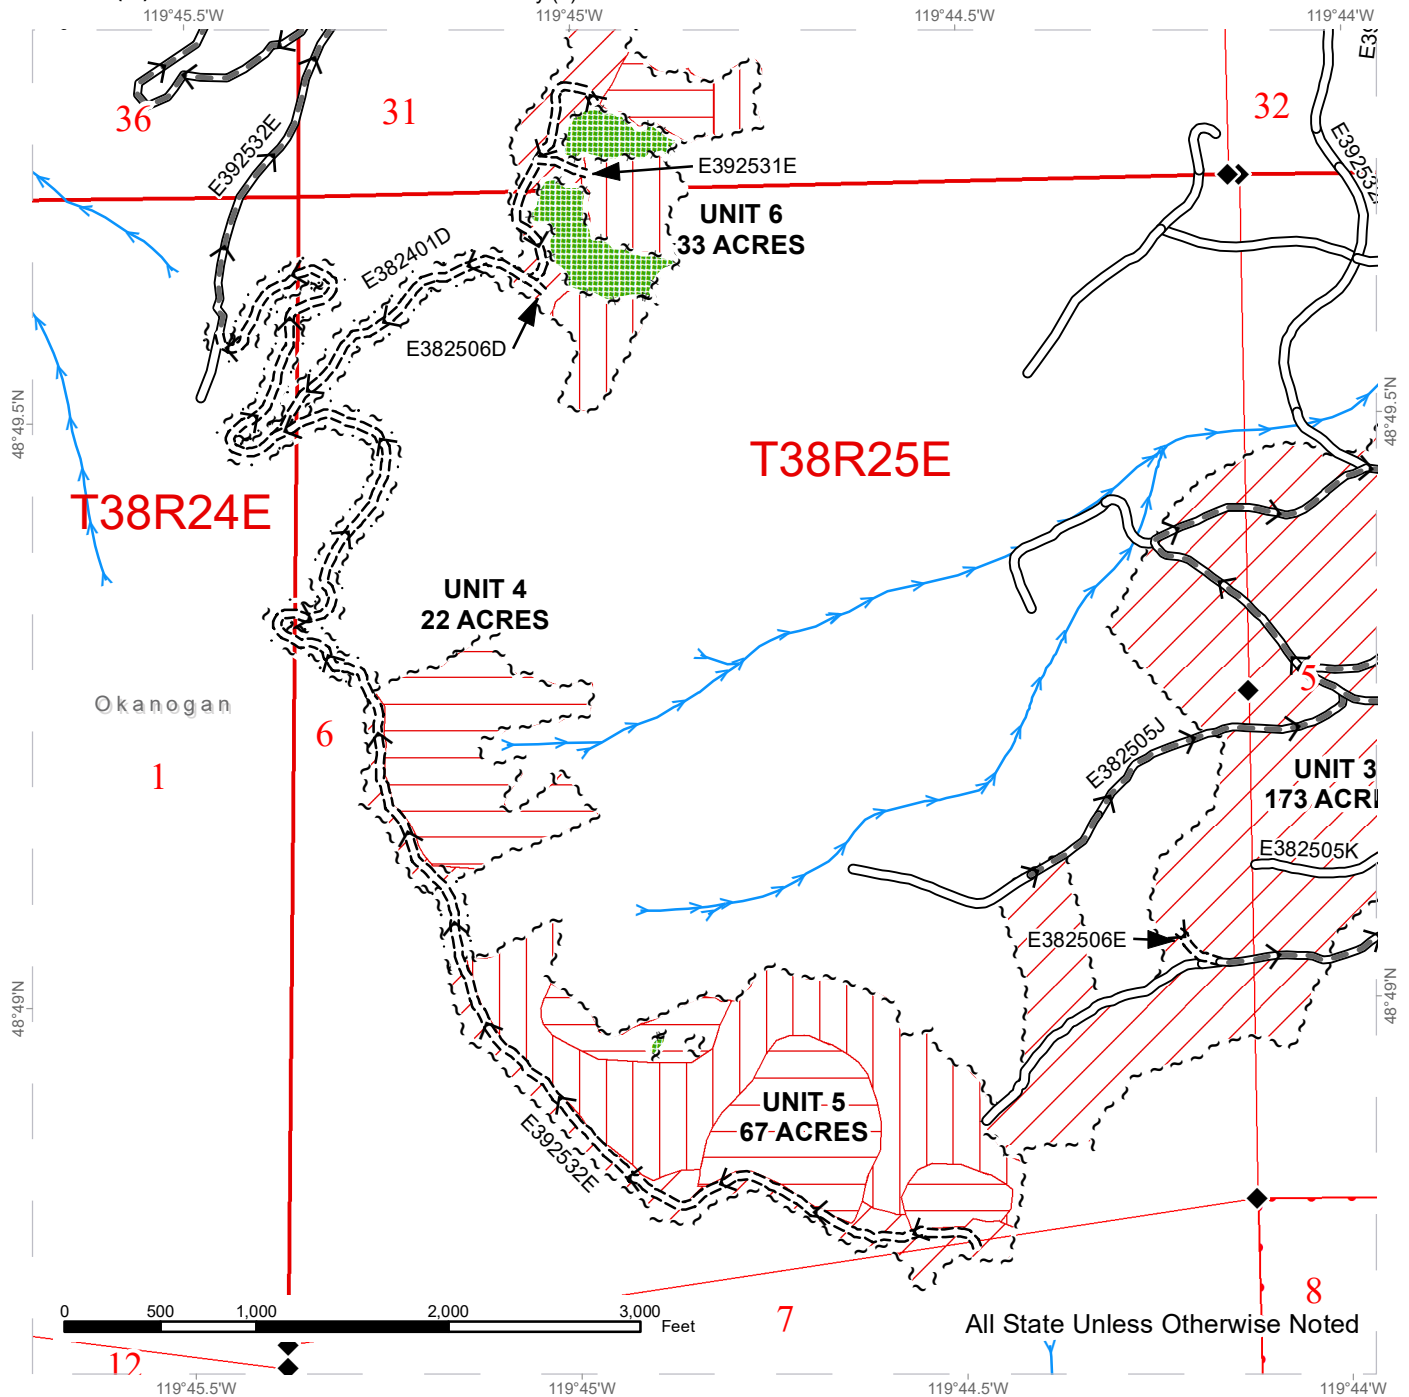 119°45.5'W
119°45'W
119°44.5'W
119°44'W
36
31
32
E392532E
E392531E
UNIT 6
33 ACRES
E382401D
E382506D
48°49.5'N
48°49.5'N
T38R25E
T38R24E
UNIT 4
22 ACRES
Okanogan
6
1
5
E382505J
UNIT 3
173 ACR
E382505K
E382506E
48°49'N
48°49'N
UNIT 5
67 ACRES
E392532E
0 500 1,000 2,000 3,000
Feet
7
8
All State Unless Otherwise Noted
12
119°45.5'W
119°45'W
119°44.5'W
119°44'W